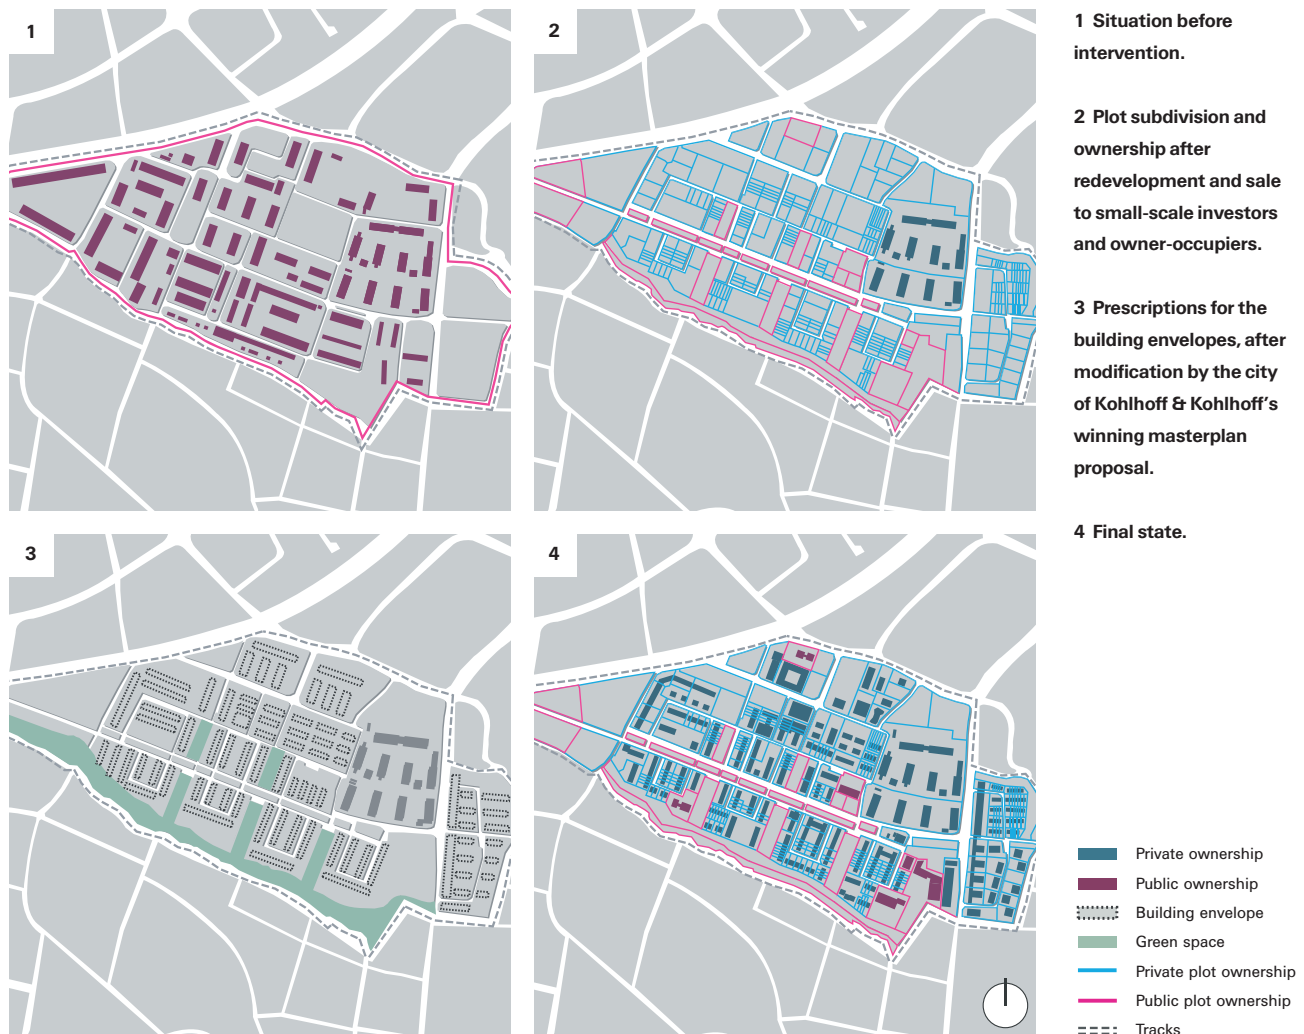 1
2
3
4
1 Situation before
intervention.
2 Plot subdivision and
ownership after
redevelopment and sale
to small-scale investors
and owner-occupiers.
3 Prescriptions for the
building envelopes, after
modification by the city
of Kohlhoff & Kohlhoff's
winning masterplan
proposal.
4 Final state.
Private ownership
Public ownership
Building envelope
Green space
Private plot ownership
Public plot ownership
Tracks